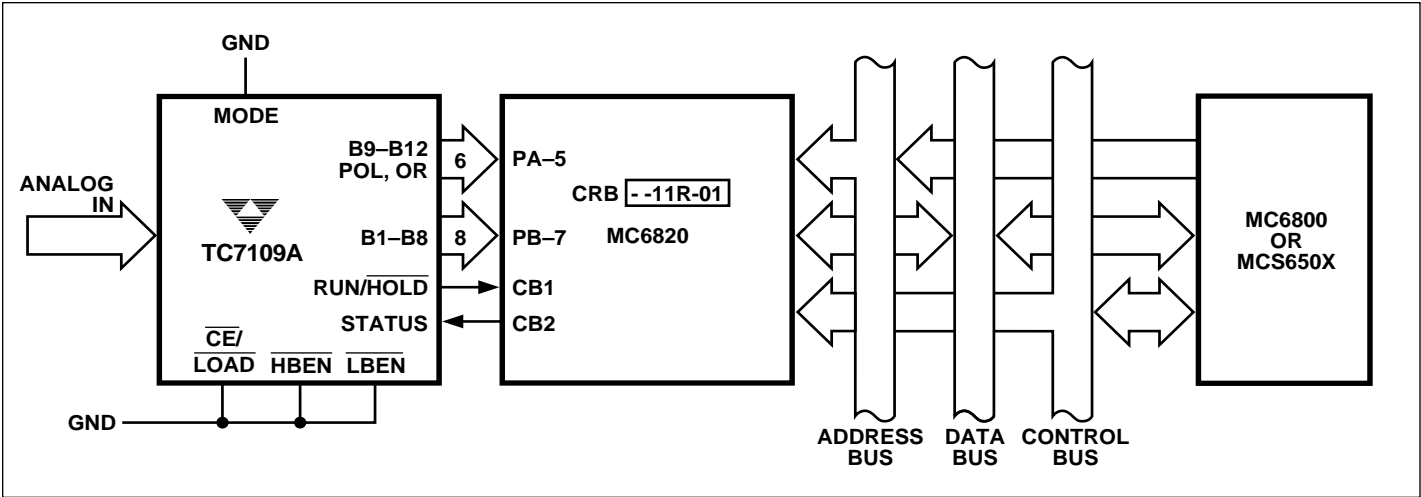 GND
MODE
B9–B12
POL, OR
6
PA–5
ANALOG
IN
CRB - -11R-01
MC6820
TC7109A
B1–B8
8
PB–7
RUN/HOLD
CB1
STATUS
CB2
CE/
LOAD
HBEN
LBEN
GND
MC6800
OR
MCS650X
ADDRESS
BUS
DATA
BUS
CONTROL
BUS